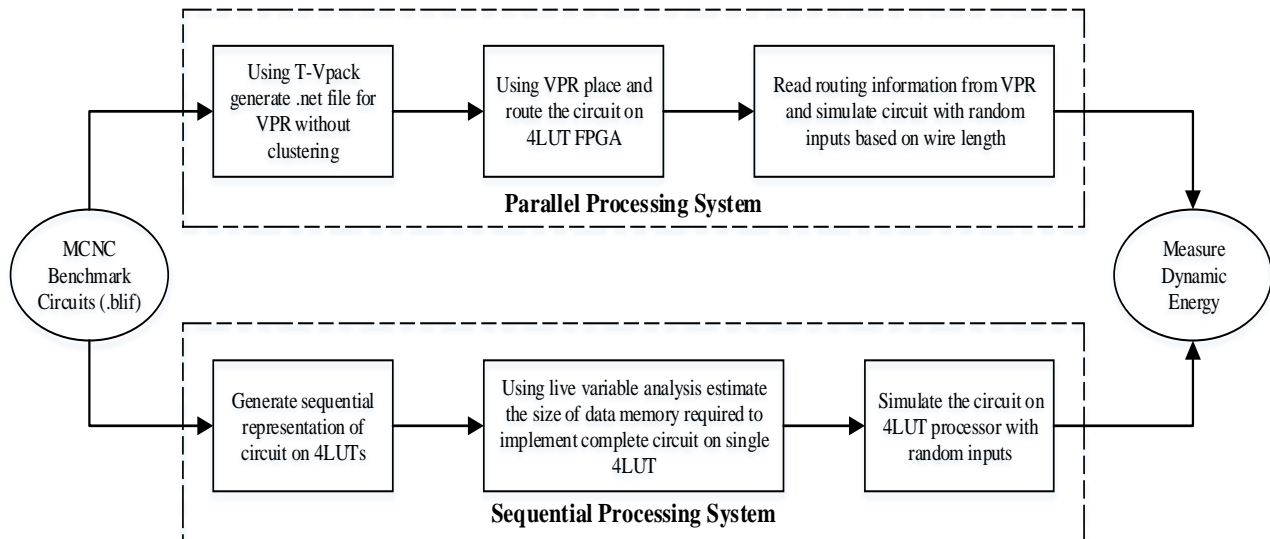 MCNC
Benchmark
Circuits (.blif)
Using T-Vpack
generate .net file for
VPR without
clustering
Using VPR place and
route the circuit on
4LUT FPGA
Read routing information from VPR
and simulate circuit with random
inputs based on wire length
Parallel Processing System
Generate sequential
representation of
circuit on 4LUTs
Using live variable analysis estimate
the size of data memory required to
implement complete circuit on single
4LUT
Simulate the circuit on
4LUT processor with
random inputs
Sequential Processing System
Measure
Dynamic
Energy